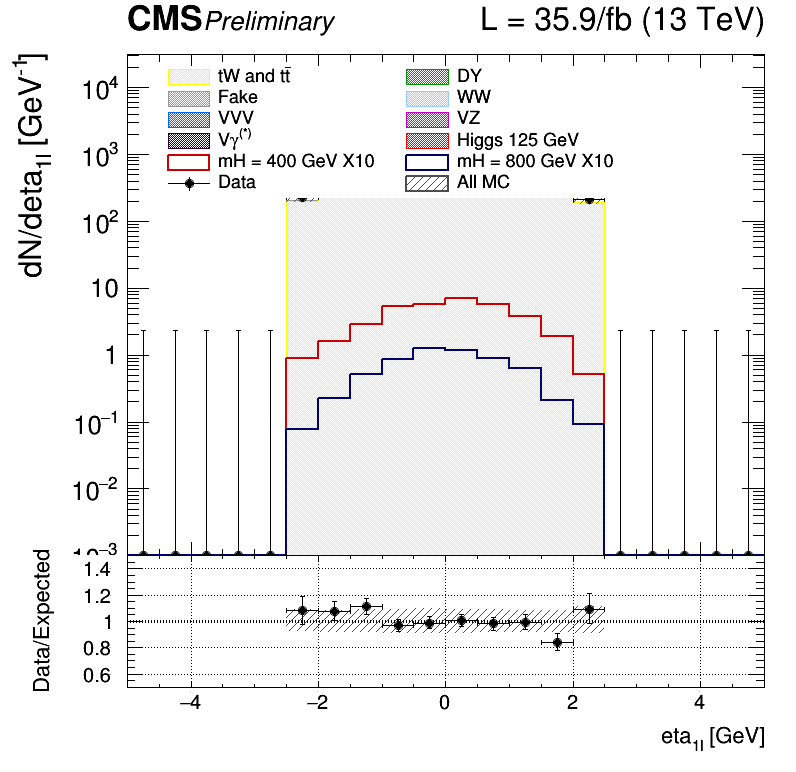 CMS Preliminary L = 35.9/fb (13 TeV)
dN/deta1l [GeV-1]
tW and tt̄ DY
Fake WW
VVV VZ
Vγ(*) Higgs 125 GeV
mH = 400 GeV X10 mH = 800 GeV X10
Data All MC
10^4
10^3
10^2
10
1
10^−1
10^−2
10^−3
Data/Expected
1.4
1.2
1
0.8
0.6
−4 −2 0 2 4
eta1l [GeV]